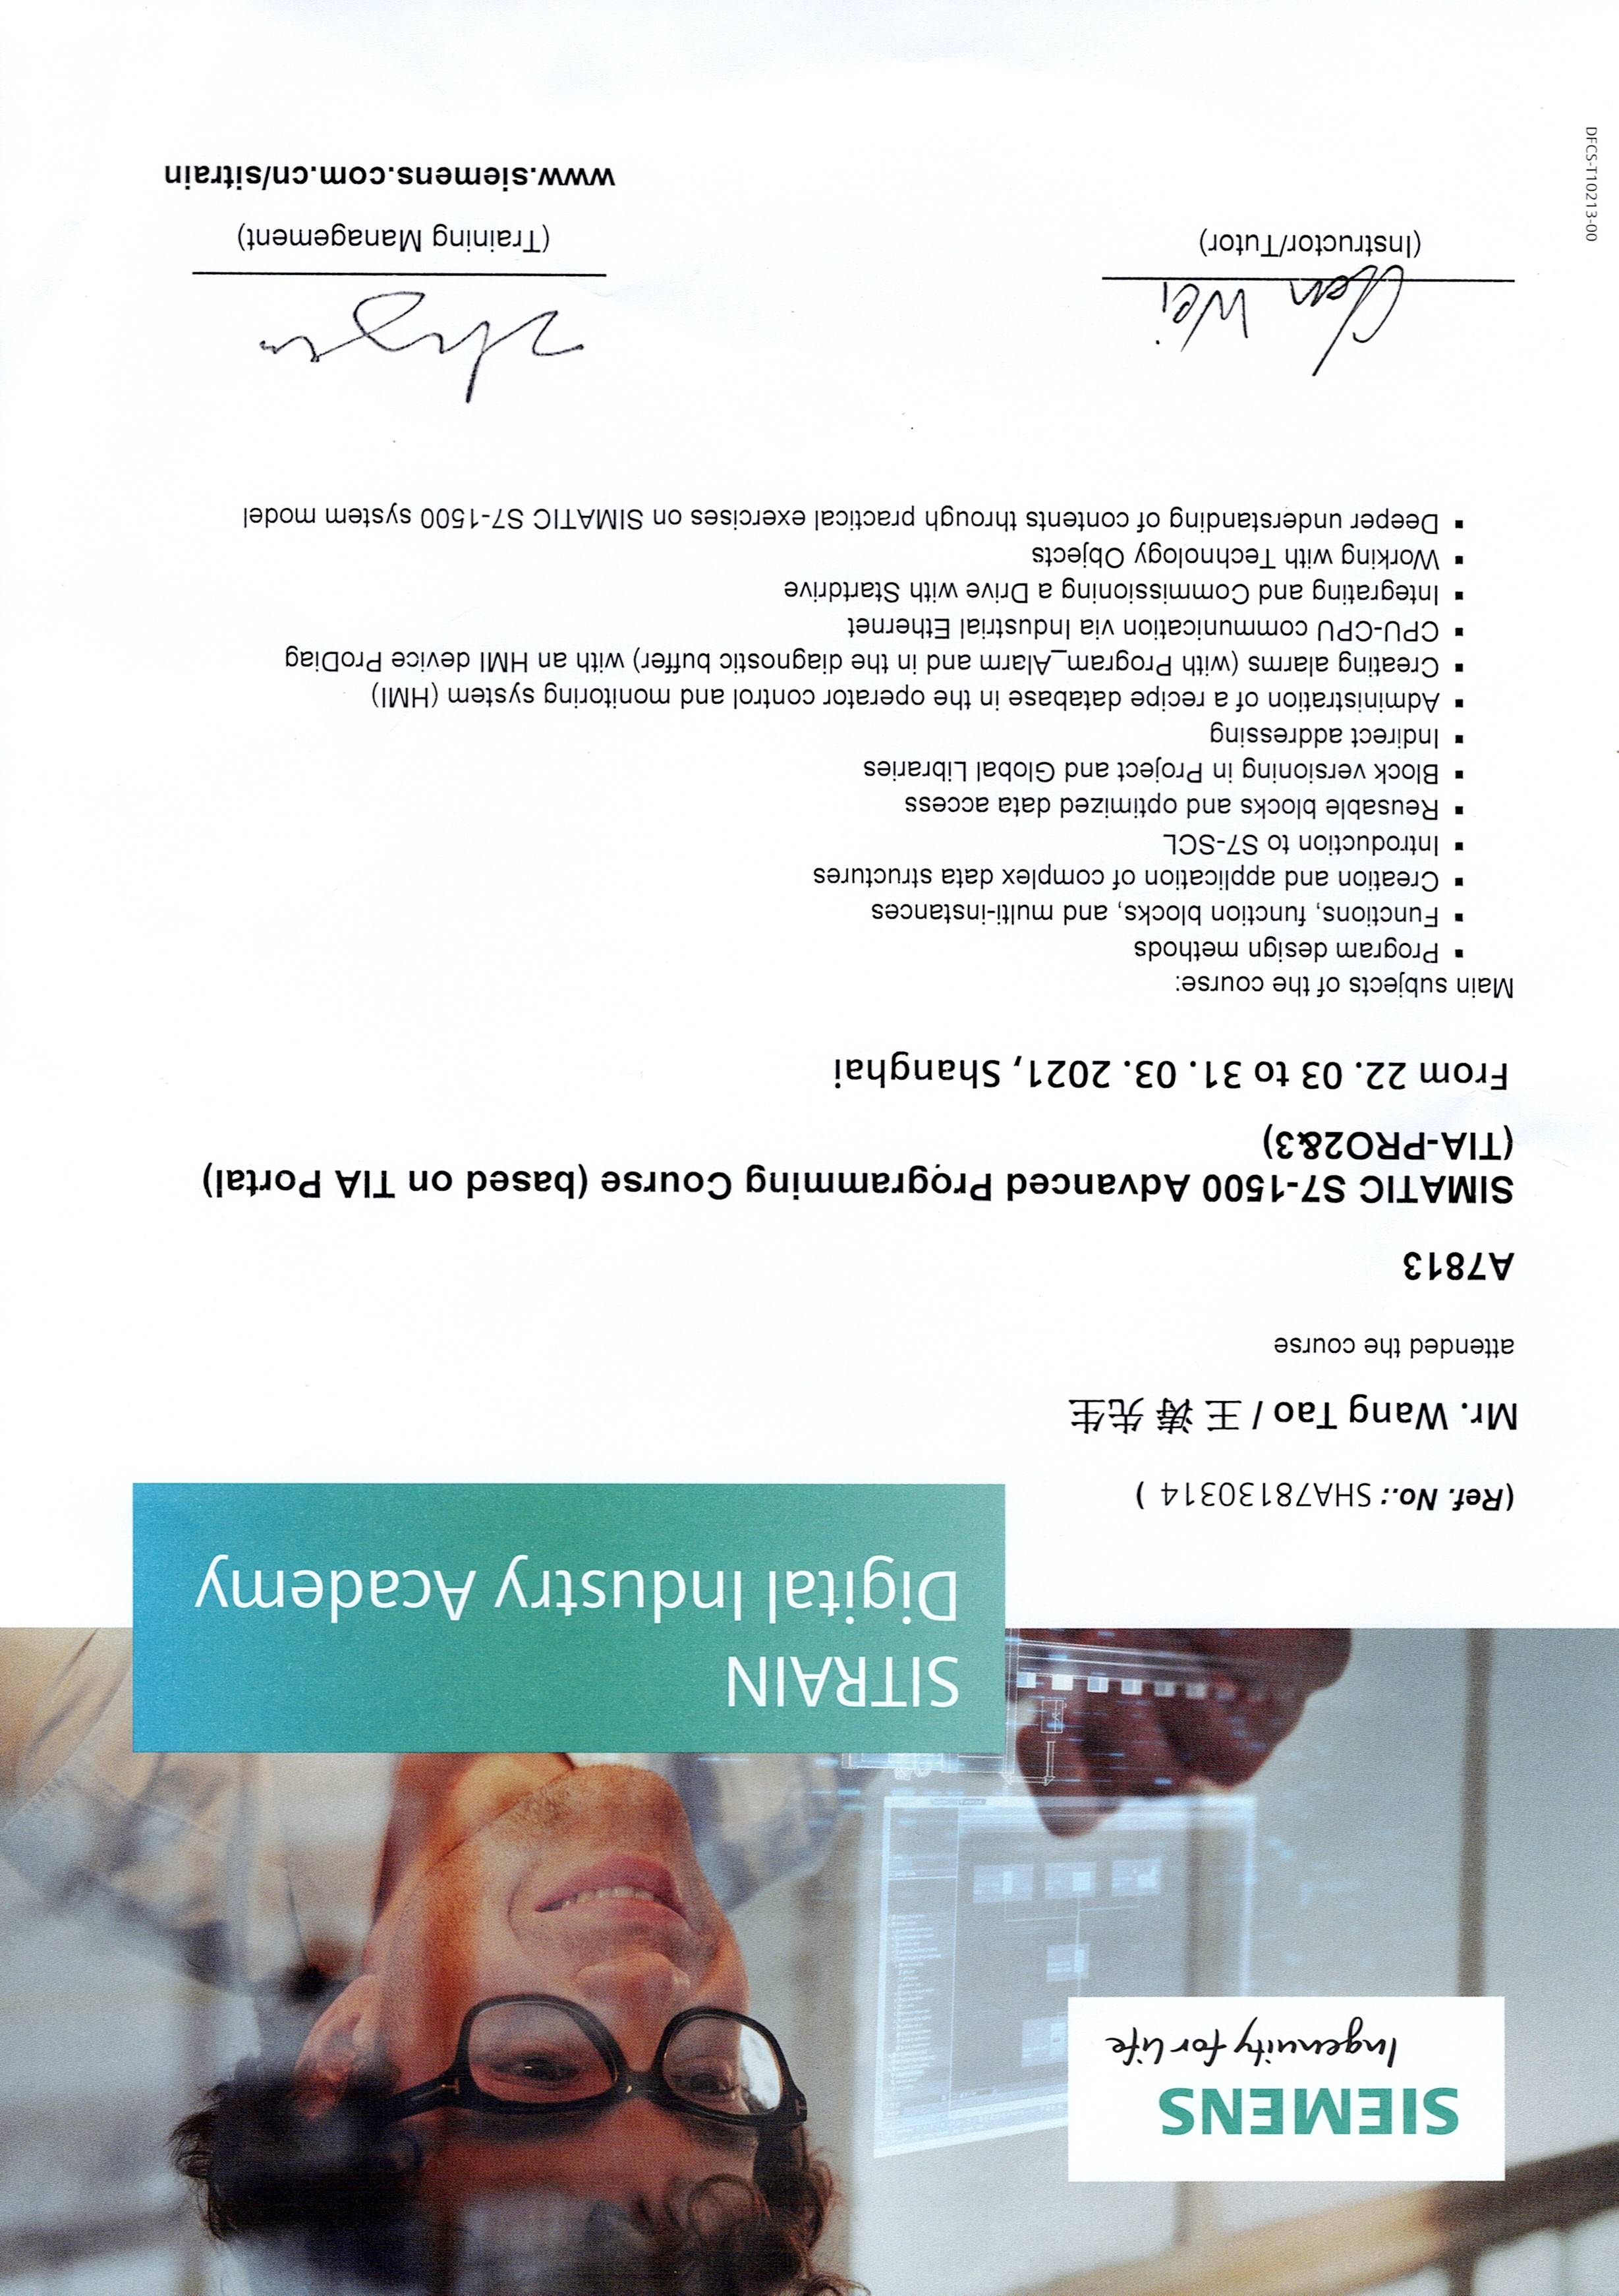 SIEMENS
Ingenuity for life
SITRAIN
Digital Industry Academy
(Ref. No.: SHA78130314 )
Mr. Wang Tao / 王 涛 先生
attended the course
A7813
SIMATIC S7-1500 Advanced Programming Course (based on TIA Portal)
(TIA-PRO2&3)
From 22. 03 to 31. 03. 2021, Shanghai
Main subjects of the course:
▪ Program design methods
▪ Functions, function blocks, and multi-instances
▪ Creation and application of complex data structures
▪ Introduction to S7-SCL
▪ Reusable blocks and optimized data access
▪ Block versioning in Project and Global Libraries
▪ Indirect addressing
▪ Administration of a recipe database in the operator control and monitoring system (HMI)
▪ Creating alarms (with Program_Alarm and in the diagnostic buffer) with an HMI device ProDiag
▪ CPU-CPU communication via Industrial Ethernet
▪ Integrating and Commissioning a Drive with Startdrive
▪ Working with Technology Objects
▪ Deeper understanding of contents through practical exercises on SIMATIC S7-1500 system model
Wei
(Instructor/Tutor)
(Training Management)
www.siemens.com.cn/sitrain
DFCS-T10213-00